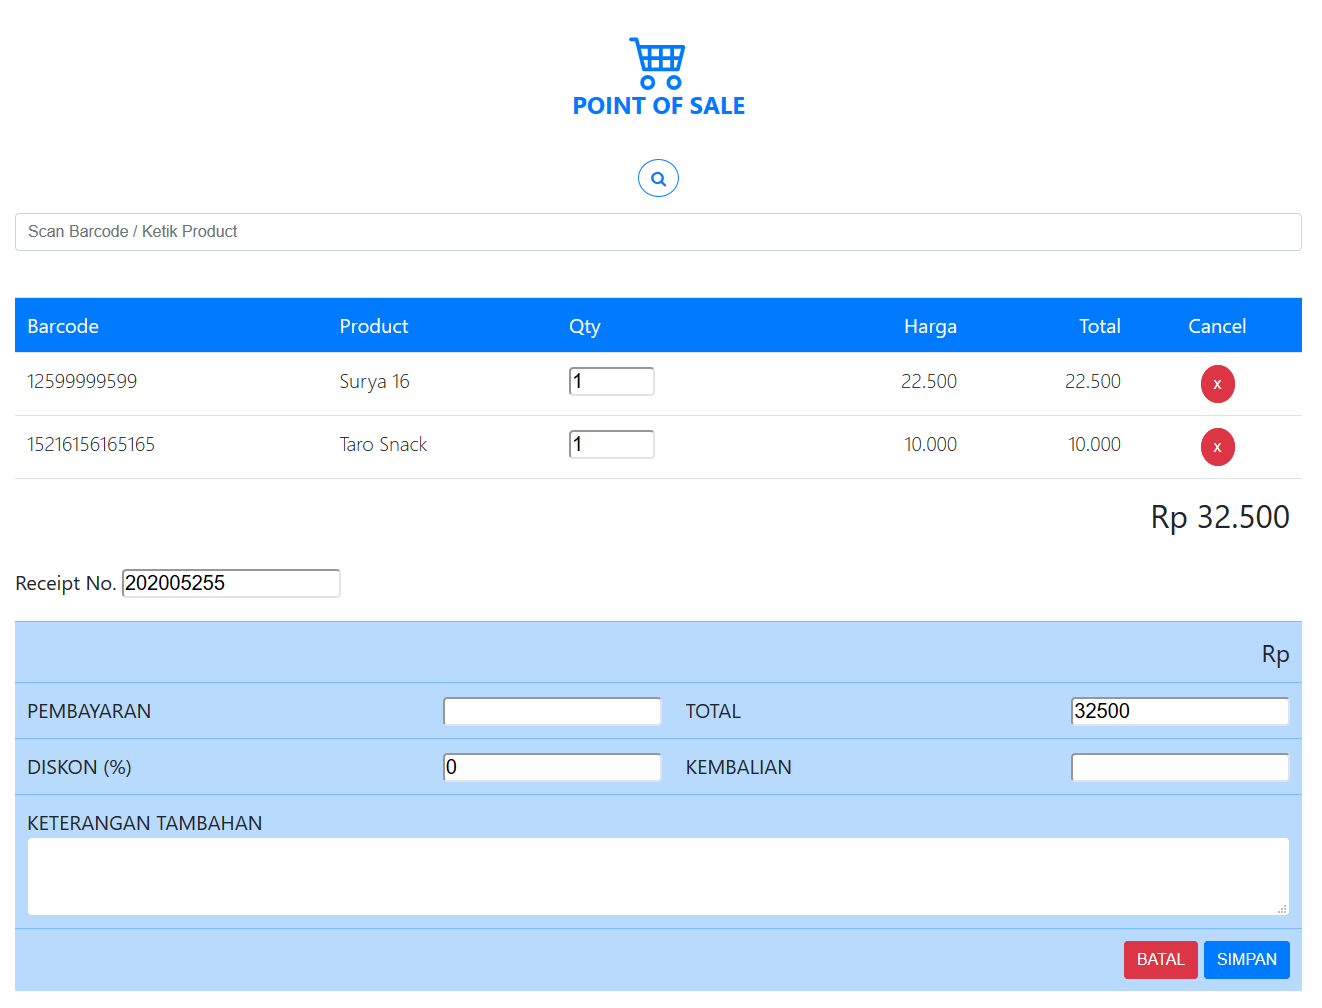 POINT OF SALE
Scan Barcode / Ketik Product
Barcode Product Qty Harga Total Cancel
12599999599 Surya 16 1 22.500 22.500 x
15216156165165 Taro Snack 1 10.000 10.000 x
Rp 32.500
Receipt No. 202005255
Rp
PEMBAYARAN TOTAL 32500
DISKON (%) 0 KEMBALIAN
KETERANGAN TAMBAHAN
BATAL SIMPAN